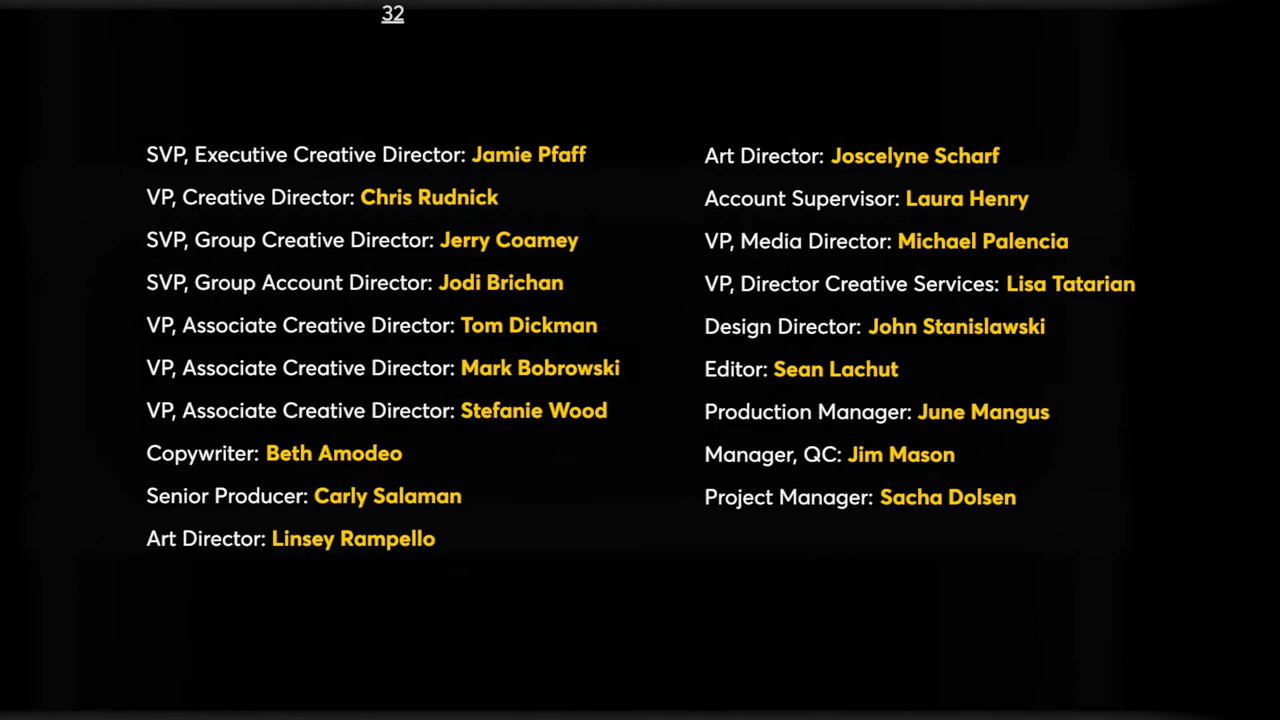 32
SVP, Executive Creative Director: Jamie Pfaff
VP, Creative Director: Chris Rudnick
SVP, Group Creative Director: Jerry Coamey
SVP, Group Account Director: Jodi Brichan
VP, Associate Creative Director: Tom Dickman
VP, Associate Creative Director: Mark Bobrowski
VP, Associate Creative Director: Stefanie Wood
Copywriter: Beth Amodeo
Senior Producer: Carly Salaman
Art Director: Linsey Rampello
Art Director: Joscelyne Scharf
Account Supervisor: Laura Henry
VP, Media Director: Michael Palencia
VP, Director Creative Services: Lisa Tatarian
Design Director: John Stanislawski
Editor: Sean Lachut
Production Manager: June Mangus
Manager, QC: Jim Mason
Project Manager: Sacha Dolsen